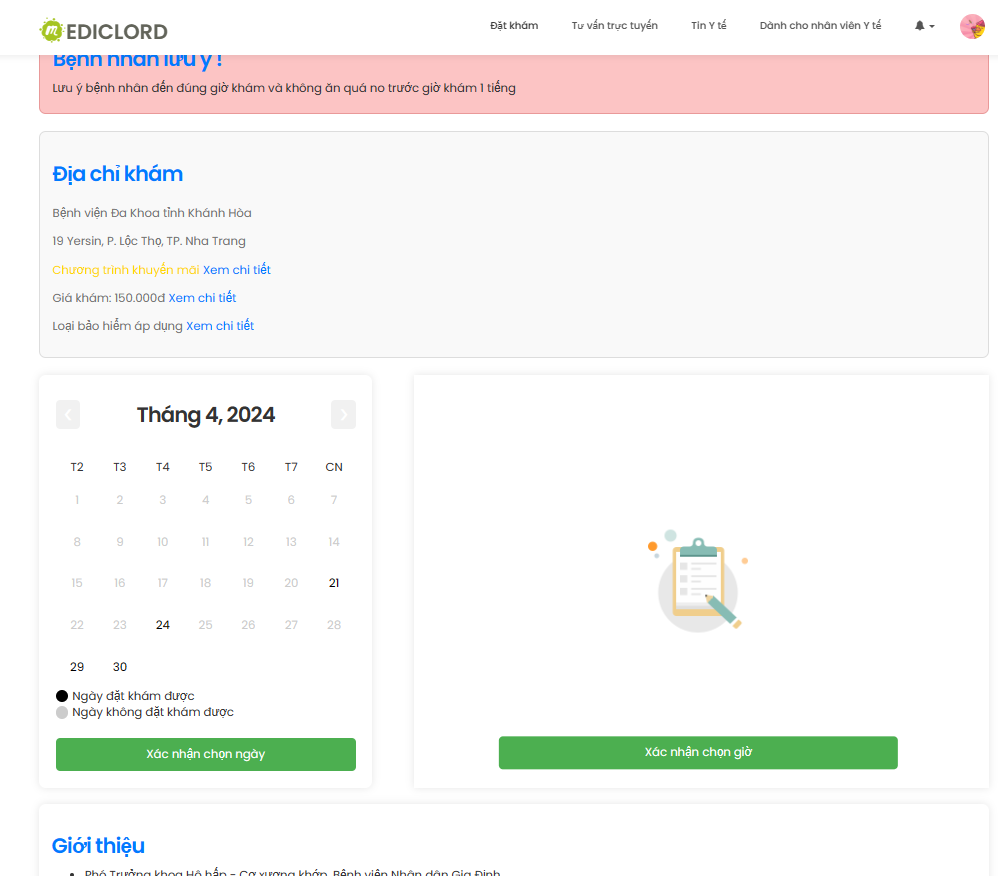 mEDICLORD
Đặt khám
Tư vấn trực tuyến
Tin Y tế
Dành cho nhân viên Y tế
Bệnh nhân lưu ý !
Lưu ý bệnh nhân đến đúng giờ khám và không ăn quá no trước giờ khám 1 tiếng
Địa chỉ khám
Bệnh viện Đa Khoa tỉnh Khánh Hòa
19 Yersin, P. Lộc Thọ, TP. Nha Trang
Chương trình khuyến mãi Xem chi tiết
Giá khám: 150.000đ Xem chi tiết
Loại bảo hiểm áp dụng Xem chi tiết
Tháng 4, 2024
T2 T3 T4 T5 T6 T7 CN
1 2 3 4 5 6 7
8 9 10 11 12 13 14
15 16 17 18 19 20 21
22 23 24 25 26 27 28
29 30
Ngày đặt khám được
Ngày không đặt khám được
Xác nhận chọn ngày
Xác nhận chọn giờ
Giới thiệu
Phó Trưởng khoa Hô hấp - Cơ xương khớp, Bệnh viện Nhân dân Gia Định